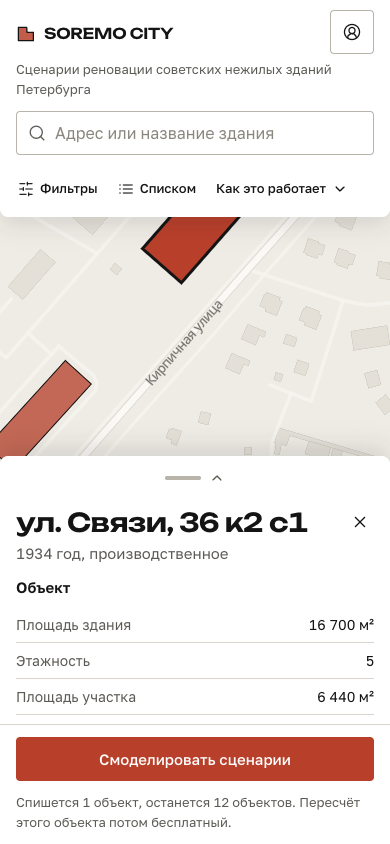 SOREMO CITY
Сценарии реновации советских нежилых зданий
Петербурга
Адрес или название здания
Фильтры
Списком
Как это работает
Кирпичная улица
ул. Связи, 36 к2 с1
1934 год, производственное
Объект
Площадь здания 16 700 м²
Этажность 5
Площадь участка 6 440 м²
Смоделировать сценарии
Спишется 1 объект, останется 12 объектов. Пересчёт
этого объекта потом бесплатный.